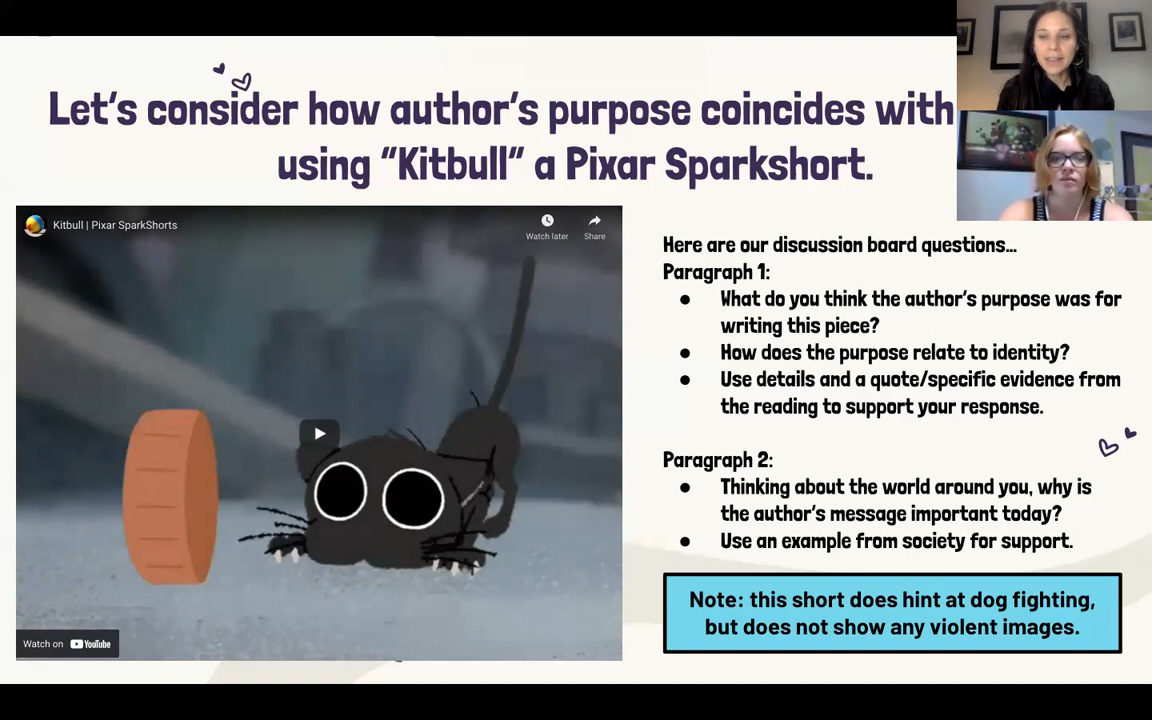 Let's consider how author's purpose coincides with
using "Kitbull" a Pixar Sparkshort.
Kitbull | Pixar SparkShorts
Watch later
Share
Watch on YouTube
Here are our discussion board questions...
Paragraph 1:
● What do you think the author's purpose was for
writing this piece?
● How does the purpose relate to identity?
● Use details and a quote/specific evidence from
the reading to support your response.
Paragraph 2:
● Thinking about the world around you, why is
the author's message important today?
● Use an example from society for support.
Note: this short does hint at dog fighting,
but does not show any violent images.